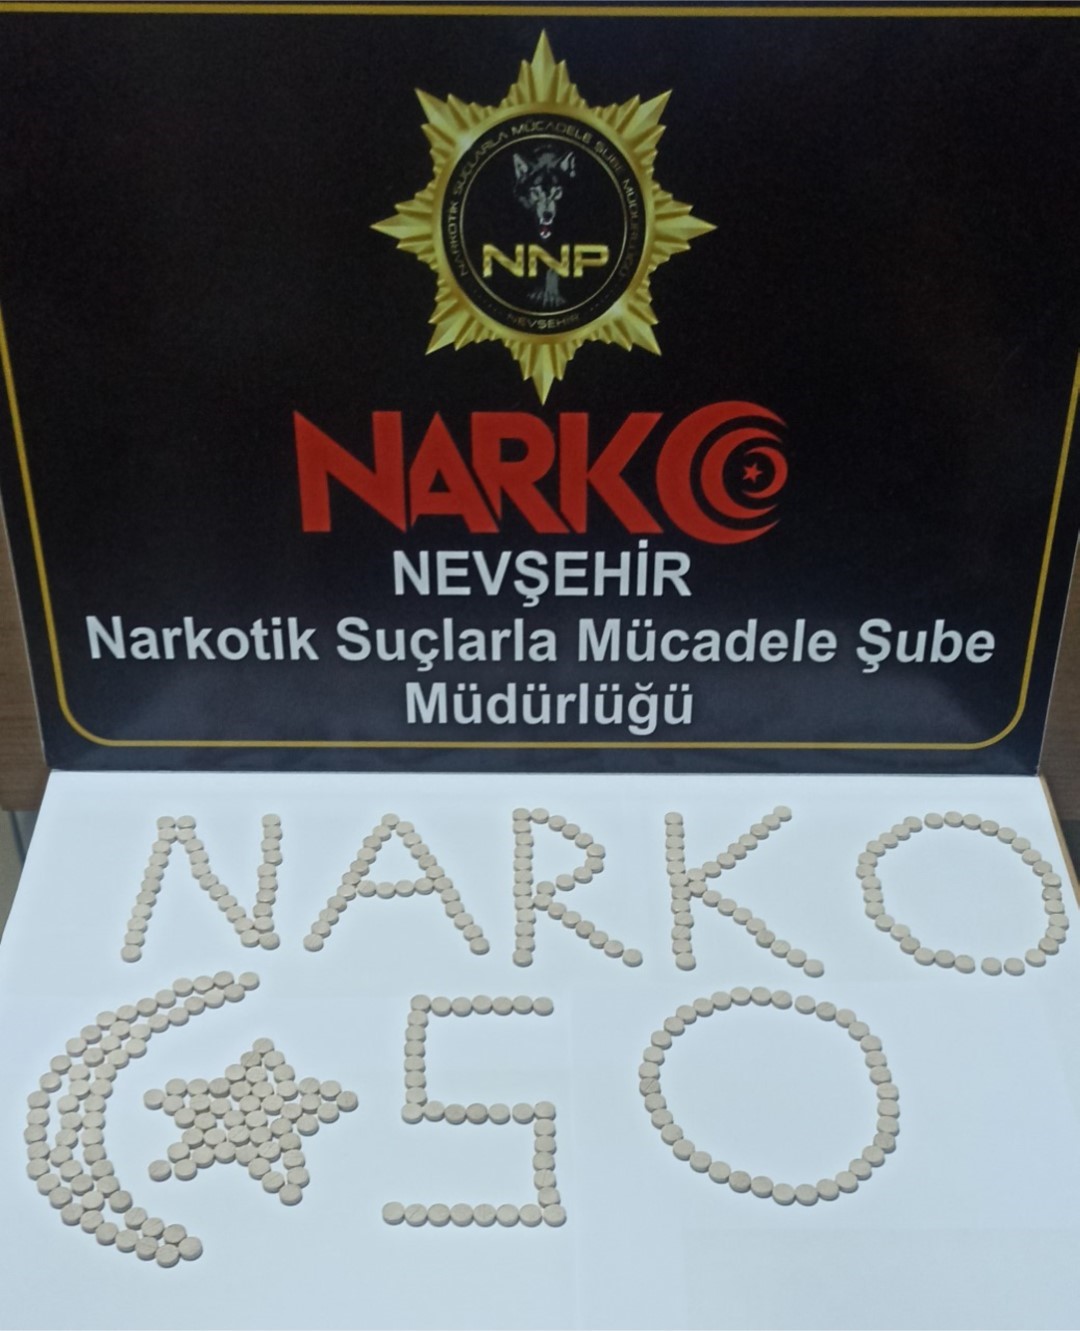 NARKOTİK SUÇLARLA MÜCADELE ŞUBE MÜDÜRLÜĞÜ
NNP
NEVŞEHİR
NARKO
NEVŞEHİR
Narkotik Suçlarla Mücadele Şube
Müdürlüğü
NARKO
50